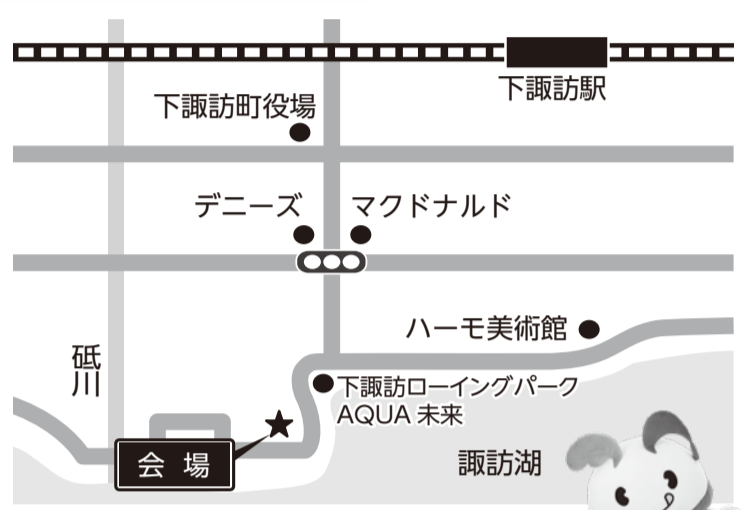 下諏訪駅
下諏訪町役場
デニーズ
マクドナルド
ハーモ美術館
砥川
下諏訪ローイングパーク
AQUA 未来
会 場
諏訪湖